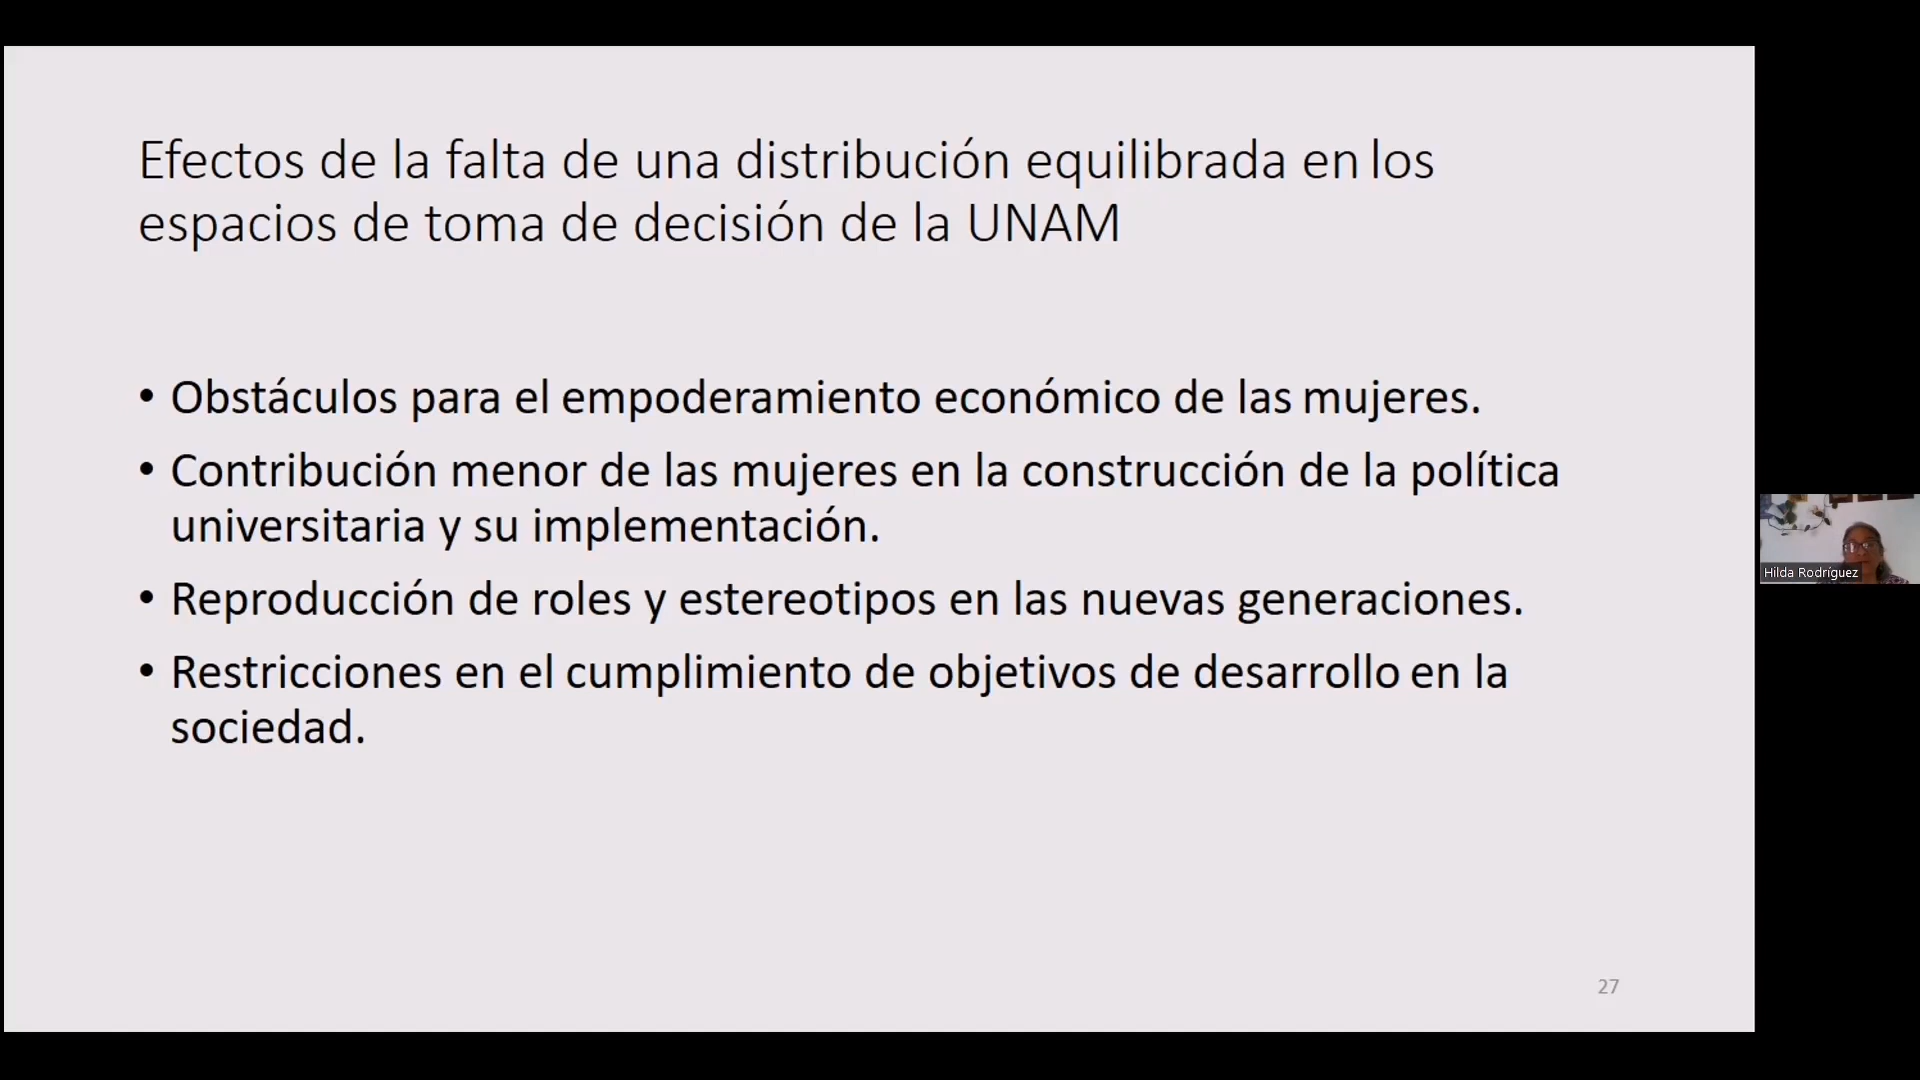 Efectos de la falta de una distribución equilibrada en los
espacios de toma de decisión de la UNAM
• Obstáculos para el empoderamiento económico de las mujeres.
• Contribución menor de las mujeres en la construcción de la política
universitaria y su implementación.
• Reproducción de roles y estereotipos en las nuevas generaciones.
• Restricciones en el cumplimiento de objetivos de desarrollo en la
sociedad.
Hilda Rodríguez
27